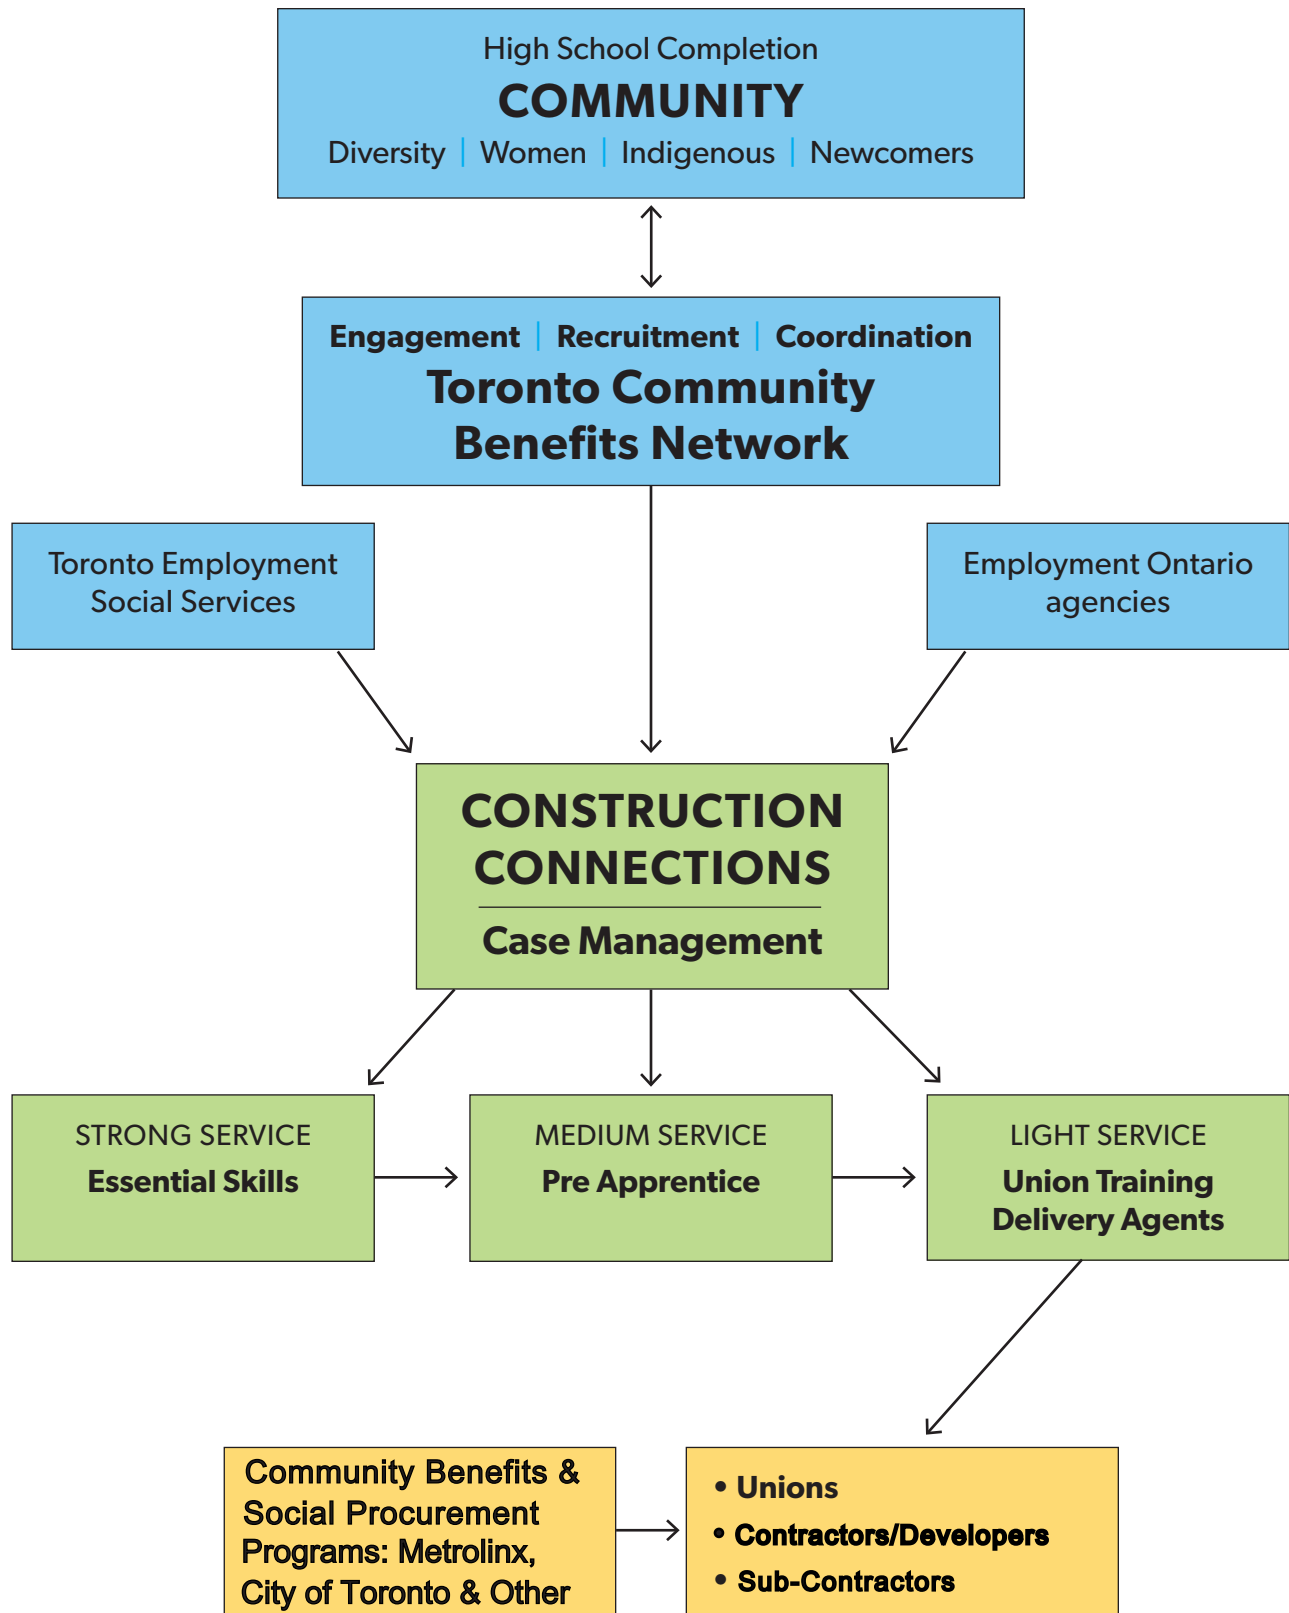 High School Completion
COMMUNITY
Diversity | Women | Indigenous | Newcomers
Engagement | Recruitment | Coordination
Toronto Community
Benefits Network
Toronto Employment
Social Services
Employment Ontario
agencies
CONSTRUCTION
CONNECTIONS
Case Management
STRONG SERVICE
Essential Skills
MEDIUM SERVICE
Pre Apprentice
LIGHT SERVICE
Union Training
Delivery Agents
Community Benefits &
Social Procurement
Programs: Metrolinx,
City of Toronto & Other
• Unions
• Contractors/Developers
• Sub-Contractors